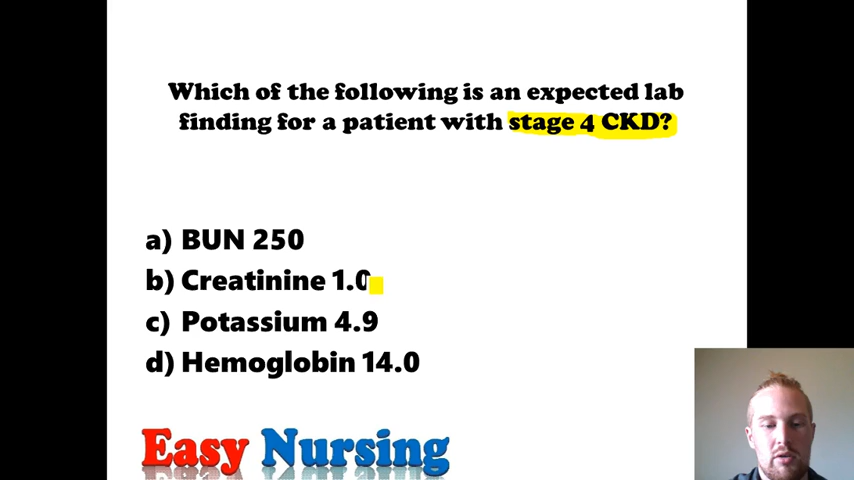 Which of the following is an expected lab
finding for a patient with stage 4 CKD?
a) BUN 250
b) Creatinine 1.0
c) Potassium 4.9
d) Hemoglobin 14.0
Easy Nursing